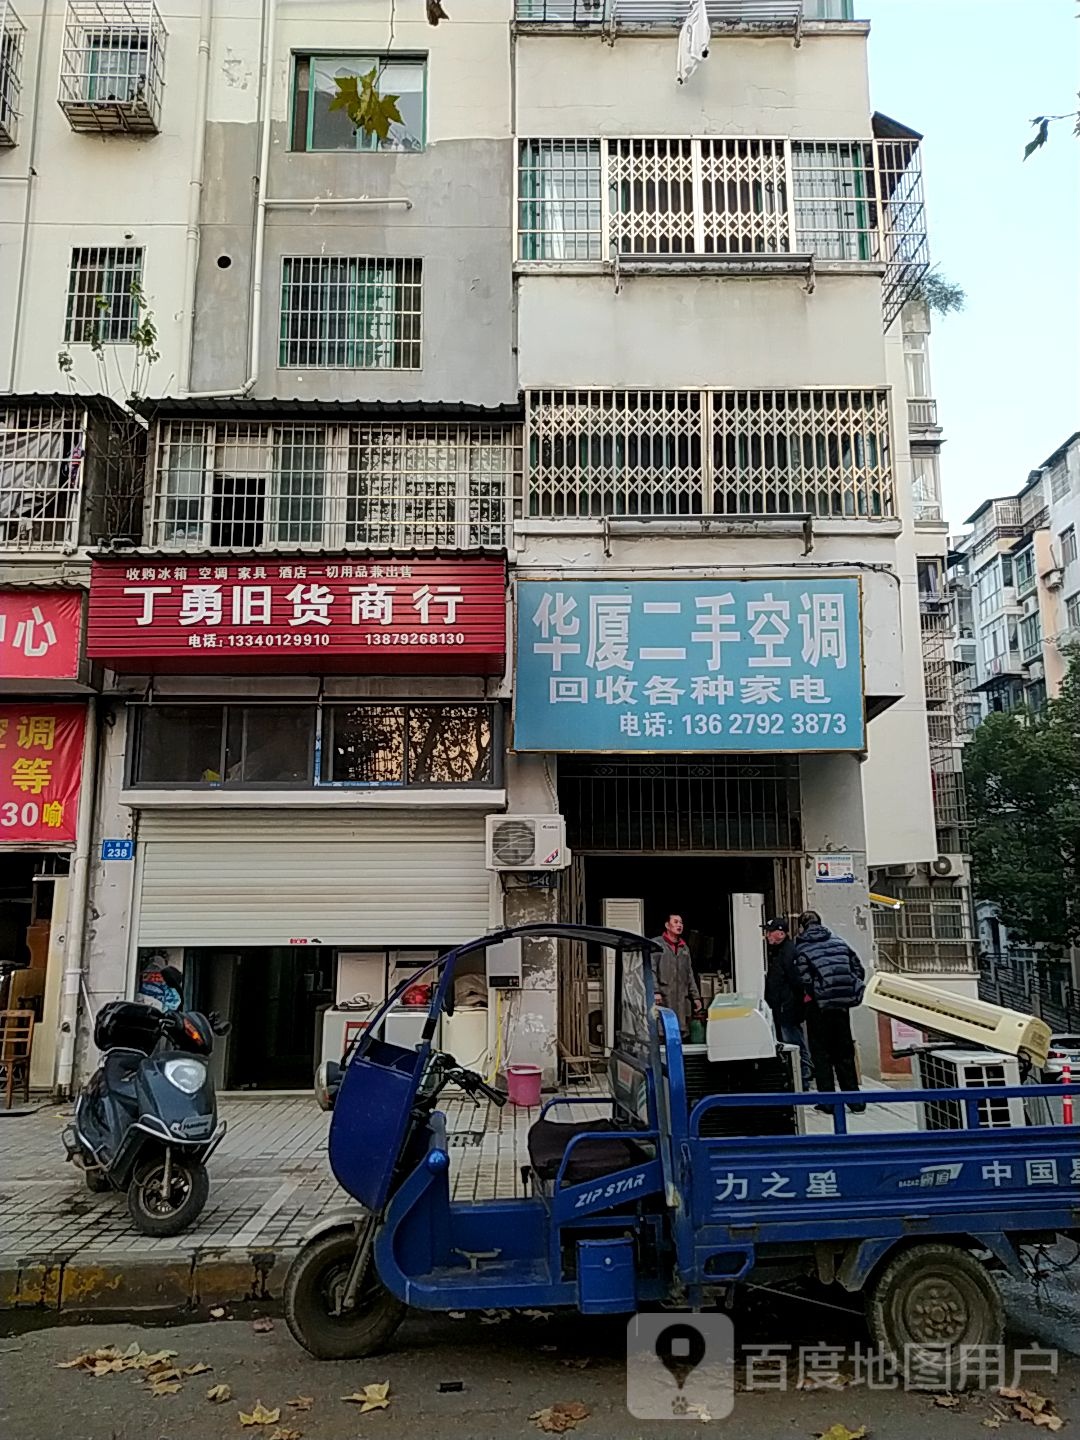 收购冰箱 空调 家具 酒店一切用品兼出售
丁勇旧货商行
电话:13340129910 13879268130
华厦二手空调
回收各种家电
电话: 136 2792 3873
心
调
等
30喻
238
ZIP STAR
力之星
中国星
百度地图用户